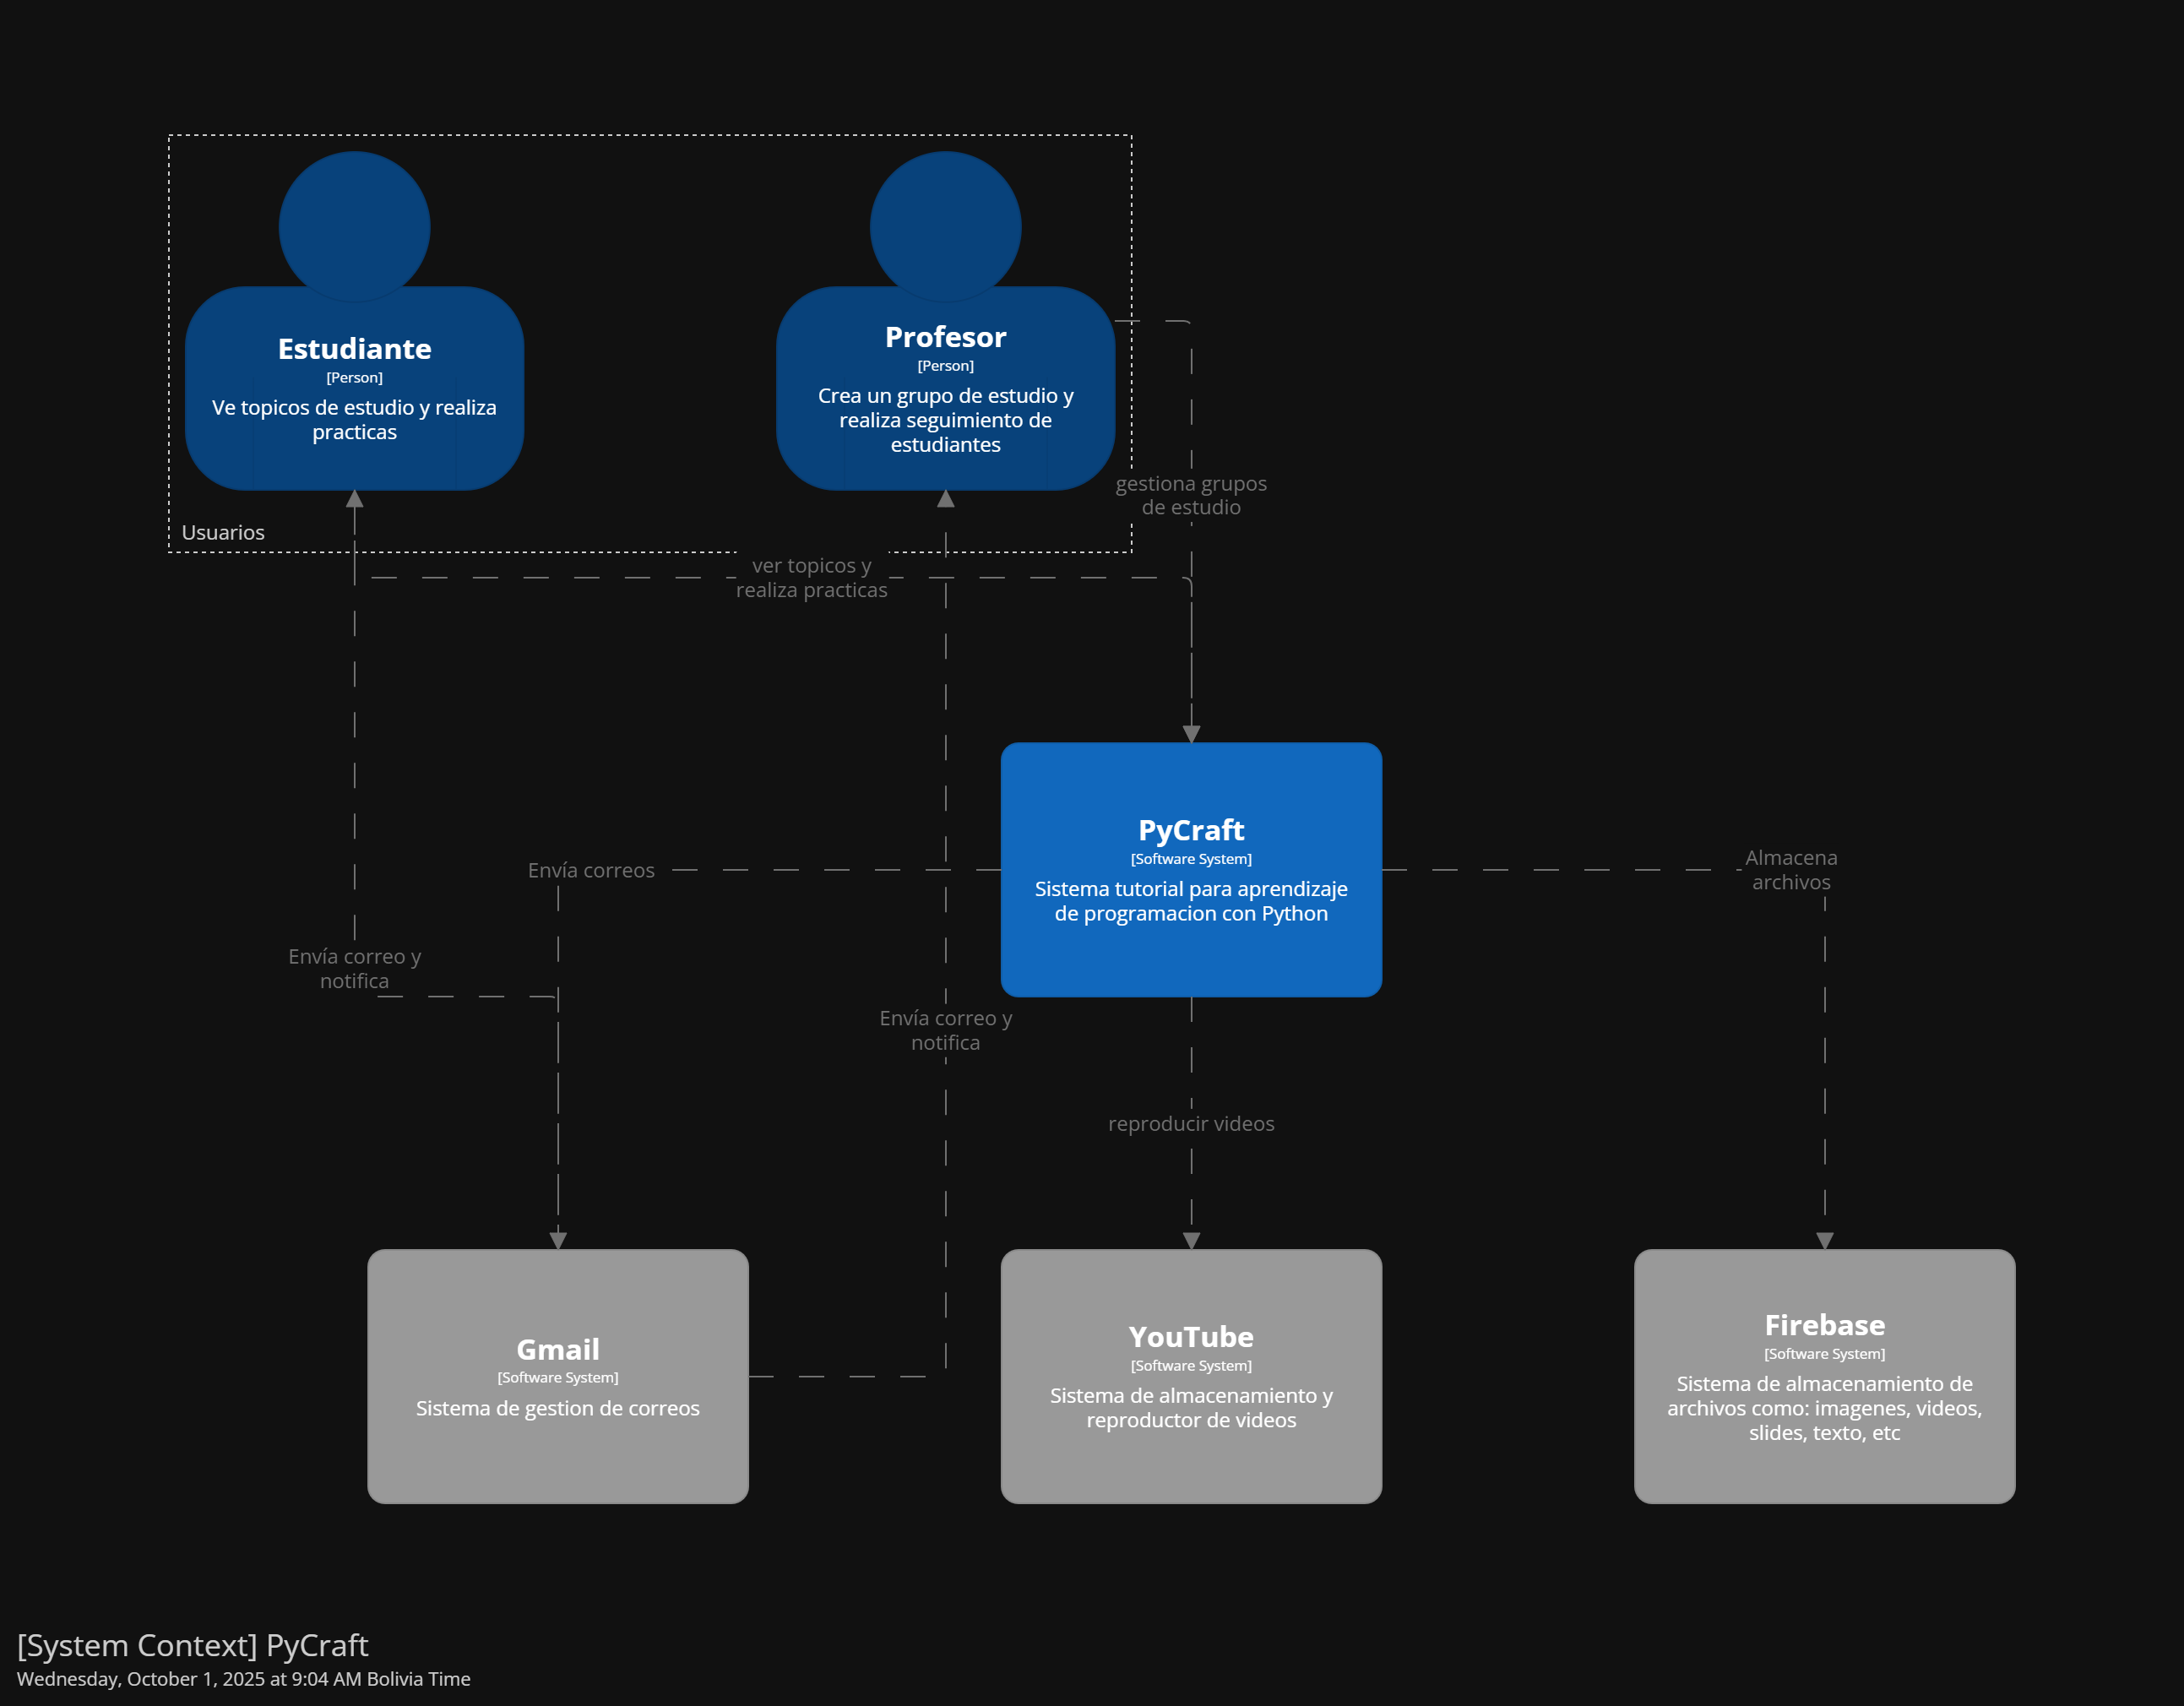 Estudiante
[Person]
Ve topicos de estudio y realiza
practicas
Profesor
[Person]
Crea un grupo de estudio y
realiza seguimiento de
estudiantes
gestiona grupos
de estudio
Usuarios
ver topicos y
realiza practicas
PyCraft
[Software System]
Sistema tutorial para aprendizaje
de programacion con Python
Envía correos
Almacena
archivos
Envía correo y
notifica
Envía correo y
notifica
reproducir videos
Gmail
[Software System]
Sistema de gestion de correos
YouTube
[Software System]
Sistema de almacenamiento y
reproductor de videos
Firebase
[Software System]
Sistema de almacenamiento de
archivos como: imagenes, videos,
slides, texto, etc
[System Context] PyCraft
Wednesday, October 1, 2025 at 9:04 AM Bolivia Time